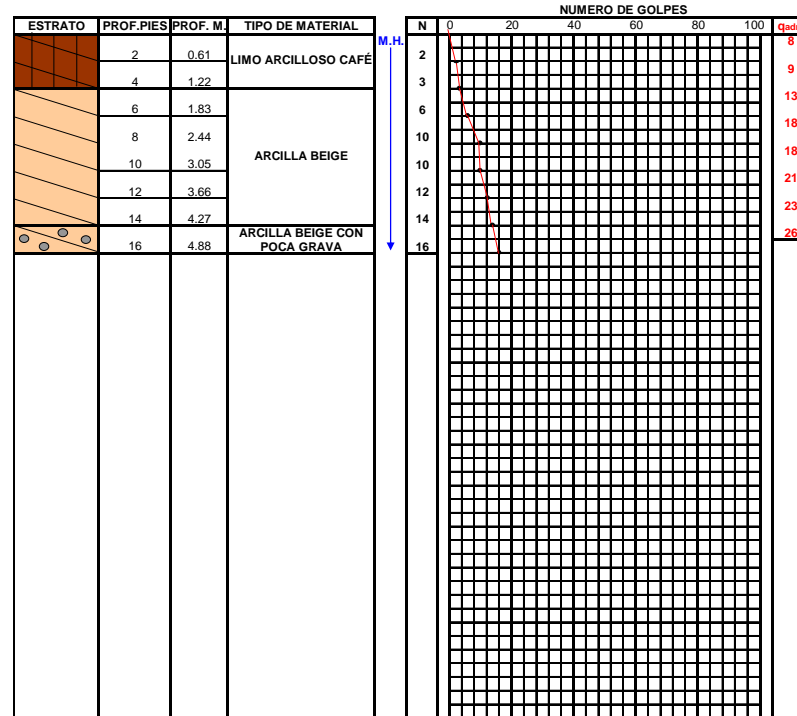 NUMERO DE GOLPES
ESTRATO PROF.PIES PROF. M. TIPO DE MATERIAL N 0 20 40 60 80 100
M.H.
8
2 0.61 LIMO ARCILLOSO CAFÉ 2
9
4 1.22 3
13
6 1.83 6
18
8 2.44 10
ARCILLA BEIGE
18
10 3.05 10
21
12 3.66 12
23
14 4.27 14
ARCILLA BEIGE CON
26
16 4.88 POCA GRAVA 16